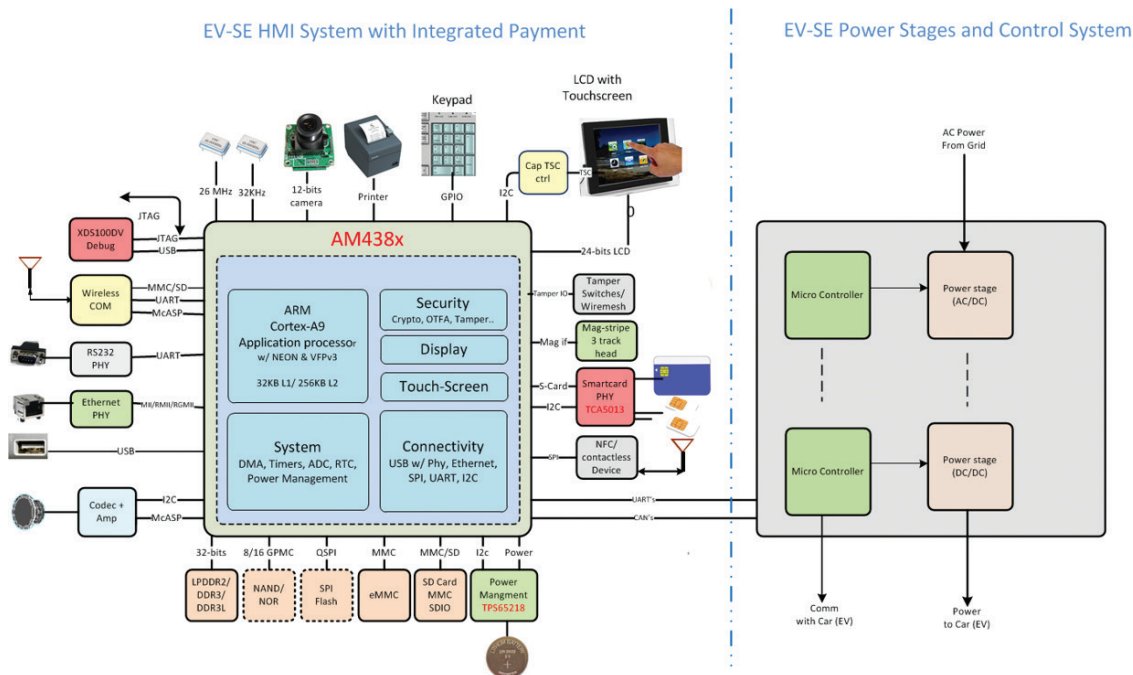 EV-SE HMI System with Integrated Payment
EV-SE Power Stages and Control System
LCD with
Touchscreen
Keypad
AC Power
From Grid
Cap TSC
ctrl
TSC
26 MHz
32KHz
12-bits
camera
Printer
GPIO
I2C
JTAG
XDS100DV
Debug
JTAG
USB
AM438x
24-bits LCD
Wireless
COM
MMC/SD
UART
McASP
ARM
Cortex-A9
Application processor
w/ NEON & VFPv3
32KB L1/ 256KB L2
Security
Crypto, OTFA, Tamper..
Display
Touch-Screen
Tamper IO
Tamper
Switches/
Wiremesh
Mag if
Mag-stripe
3 track
head
S-Card
I2C
Smartcard
PHY
TCA5013
Micro Controller
Power stage
(AC/DC)
RS232
PHY
UART
Ethernet
PHY
MII/RMII/RGMII
USB
System
DMA, Timers, ADC, RTC,
Power Management
Connectivity
USB w/ Phy, Ethernet,
SPI, UART, I2C
SPI
NFC/
contactless
Device
Micro Controller
Power stage
(DC/DC)
Codec +
Amp
I2C
McASP
UART's
CAN's
32-bits
8/16 GPMC
QSPI
MMC
MMC/SD
I2c
Power
LPDDR2/
DDR3/
DDR3L
NAND/
NOR
SPI
Flash
eMMC
SD Card
MMC
SDIO
Power
Managment
TPS65218
Comm
with Car (EV)
Power
to Car (EV)